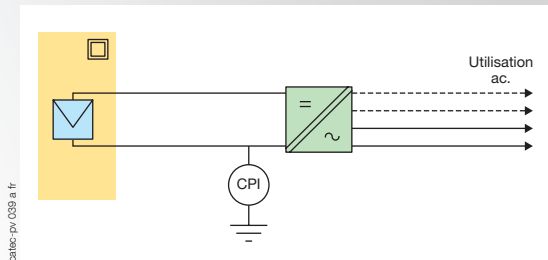 Utilisation
ac.
=
~
CPI
catec-pv 039 a fr